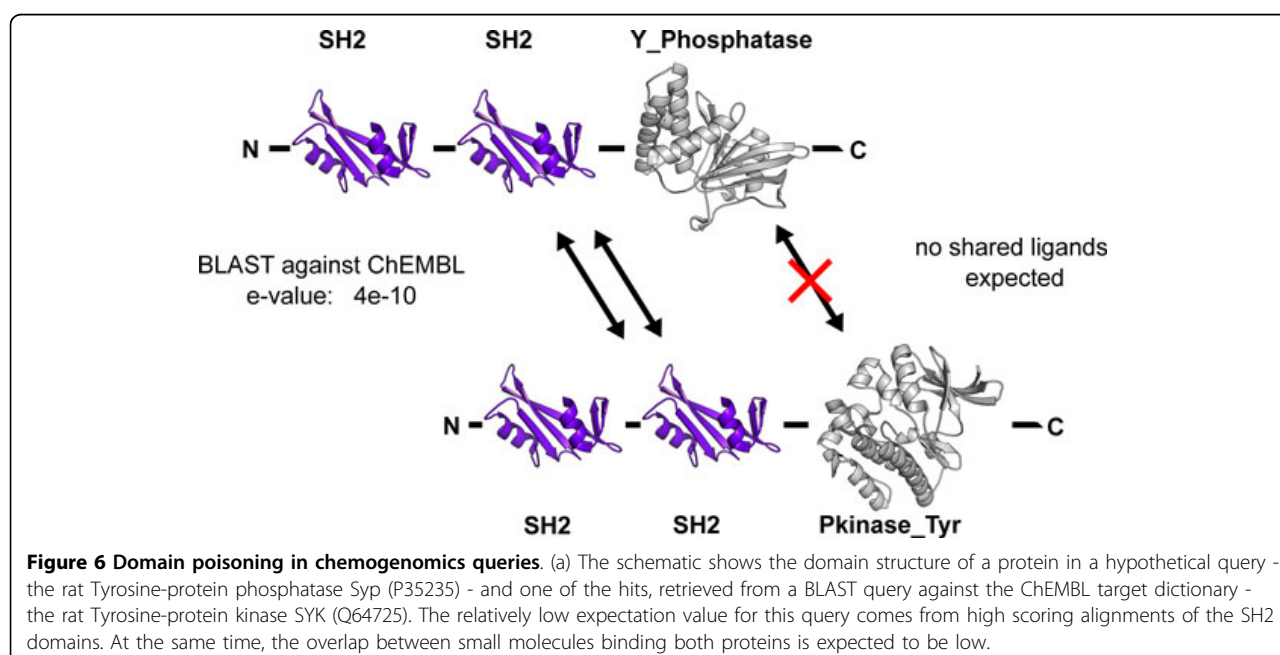 SH2 SH2 Y_Phosphatase
N C
BLAST against ChEMBL
e-value: 4e-10
no shared ligands
expected
N C
SH2 SH2 Pkinase_Tyr
Figure 6 Domain poisoning in chemogenomics queries. (a) The schematic shows the domain structure of a protein in a hypothetical query -
the rat Tyrosine-protein phosphatase Syp (P35235) - and one of the hits, retrieved from a BLAST query against the ChEMBL target dictionary -
the rat Tyrosine-protein kinase SYK (Q64725). The relatively low expectation value for this query comes from high scoring alignments of the SH2
domains. At the same time, the overlap between small molecules binding both proteins is expected to be low.